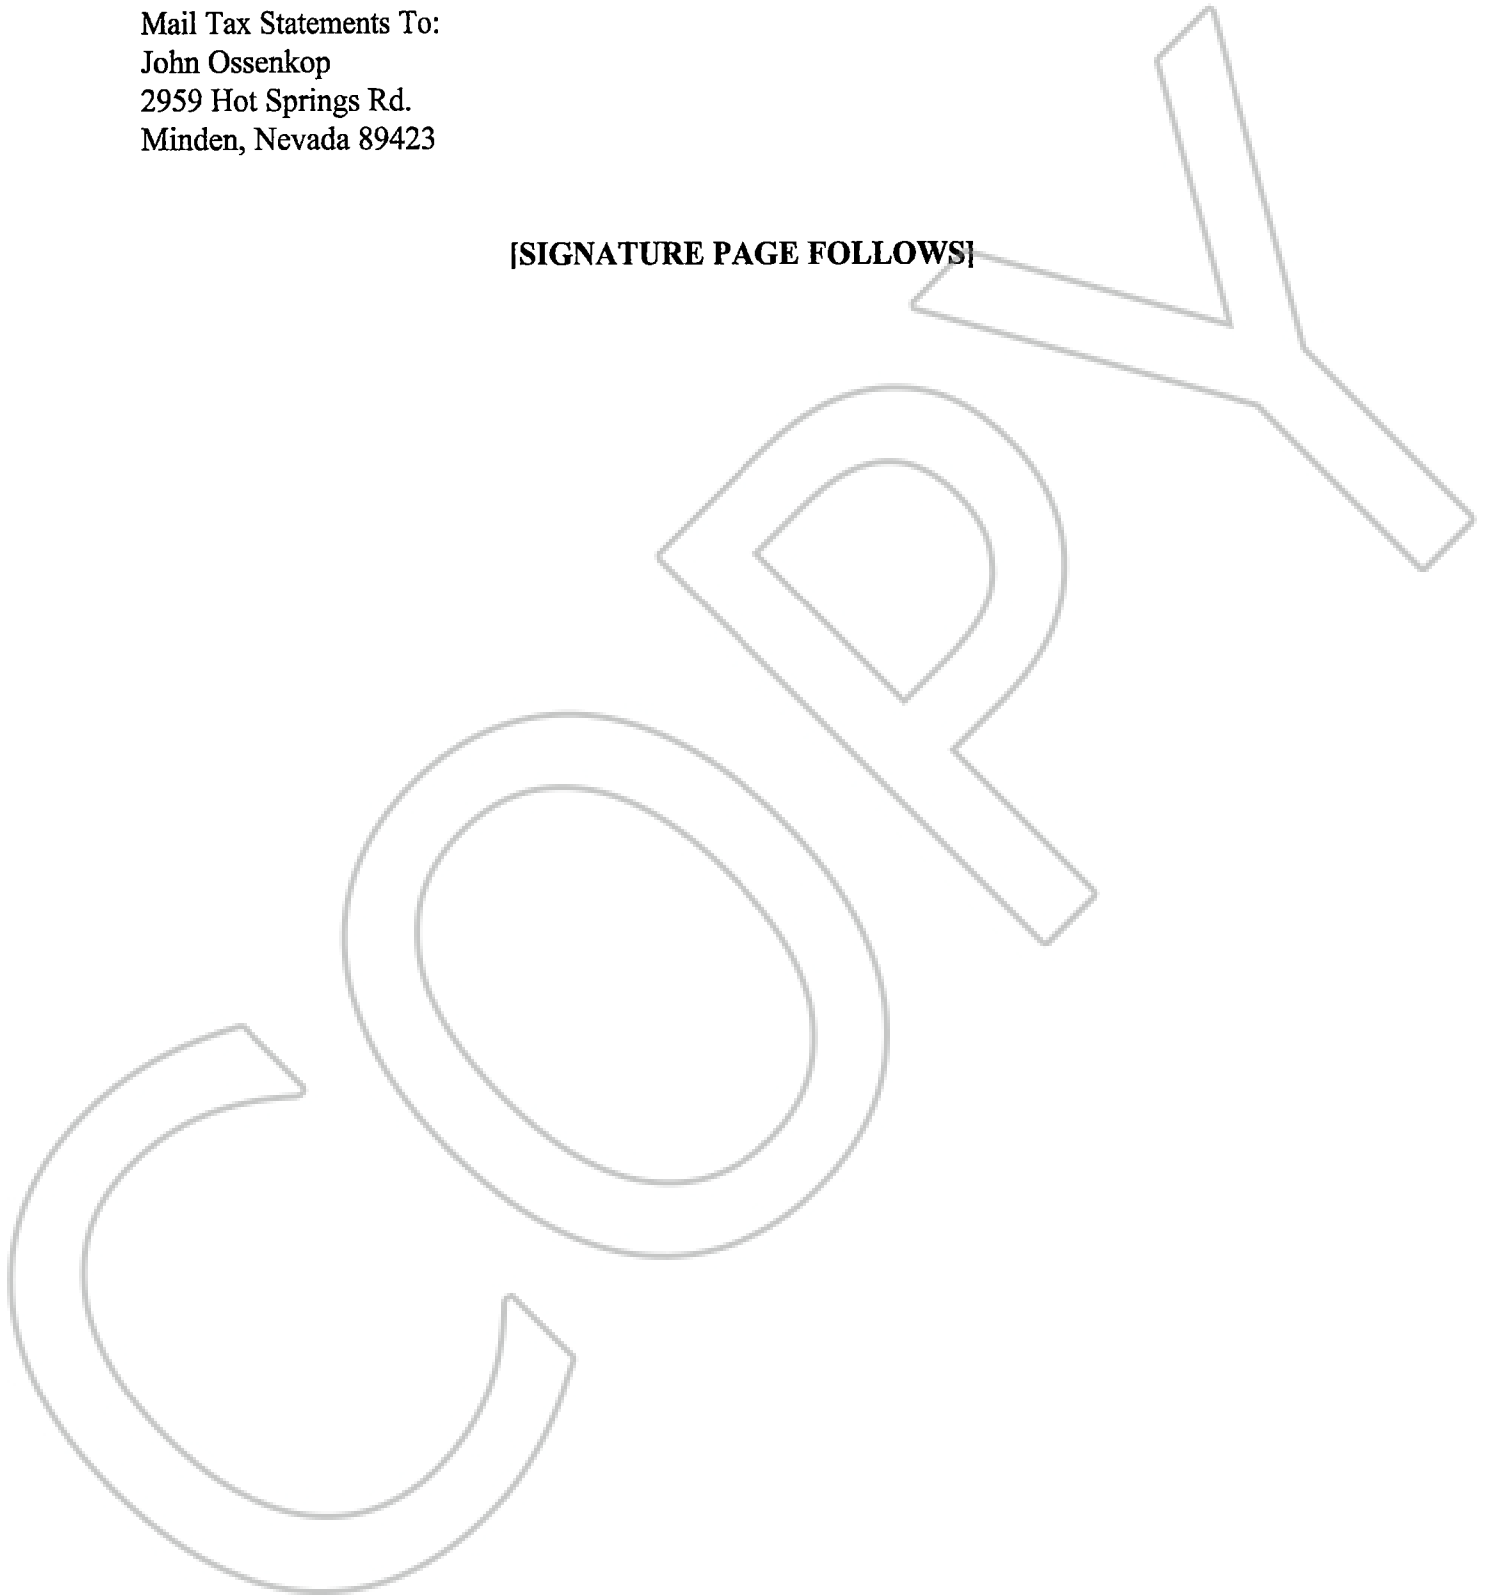 Mail Tax Statements To:
John Ossenkop
2959 Hot Springs Rd.
Minden, Nevada 89423
[SIGNATURE PAGE FOLLOWS]
COPY